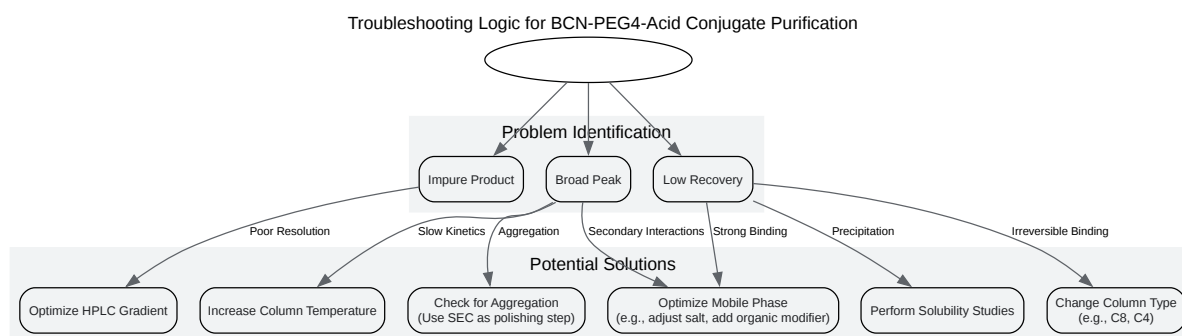 Troubleshooting Logic for BCN-PEG4-Acid Conjugate Purification
Problem Identification
Impure Product
Broad Peak
Low Recovery
Poor Resolution
Slow Kinetics
Aggregation
Secondary Interactions
Strong Binding
Precipitation
Irreversible Binding
Potential Solutions
Optimize HPLC Gradient
Increase Column Temperature
Check for Aggregation
(Use SEC as polishing step)
Optimize Mobile Phase
(e.g., adjust salt, add organic modifier)
Perform Solubility Studies
Change Column Type
(e.g., C8, C4)